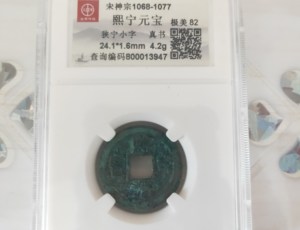 宋神宗1068-1077
熙宁元宝 极美 82
狭宁小字 真书
24.1*1.6mm 4.2g
查询编码800013947